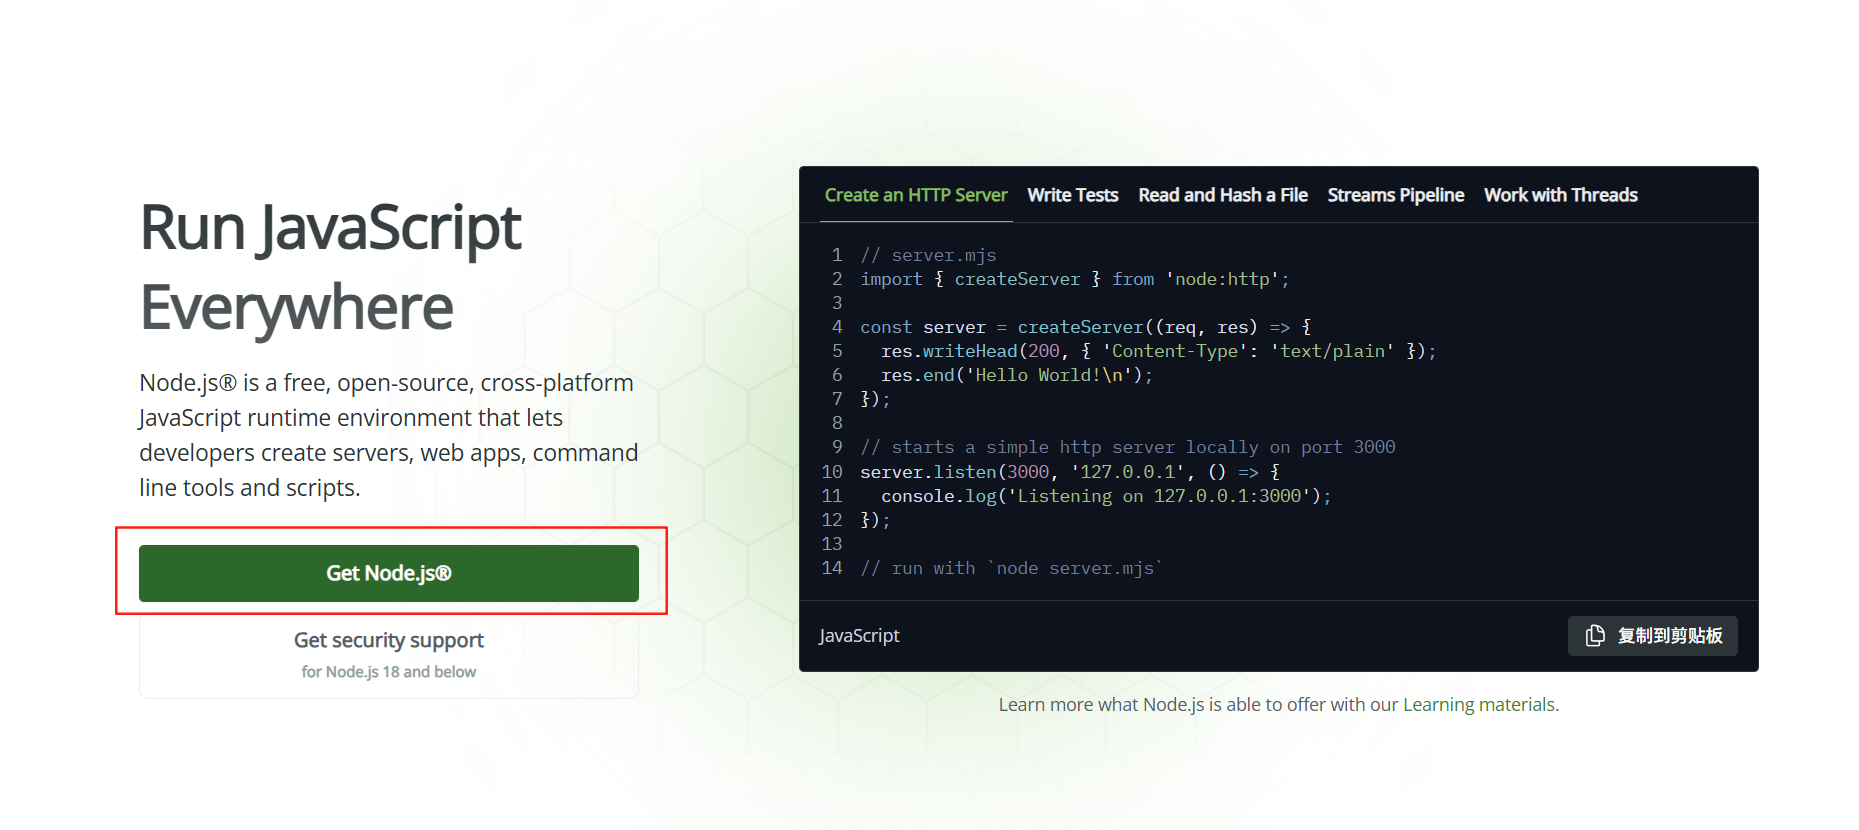 Run JavaScript
Everywhere
Node.js® is a free, open-source, cross-platform
JavaScript runtime environment that lets
developers create servers, web apps, command
line tools and scripts.
Get Node.js®
Get security support
for Node.js 18 and below
Create an HTTP Server Write Tests Read and Hash a File Streams Pipeline Work with Threads
1 // server.mjs
2 import { createServer } from 'node:http';
3
4 const server = createServer((req, res) => {
5   res.writeHead(200, { 'Content-Type': 'text/plain' });
6   res.end('Hello World!\n');
7 });
8
9 // starts a simple http server locally on port 3000
10 server.listen(3000, '127.0.0.1', () => {
11   console.log('Listening on 127.0.0.1:3000');
12 });
13
14 // run with `node server.mjs`
JavaScript 复制到剪贴板
Learn more what Node.js is able to offer with our Learning materials.